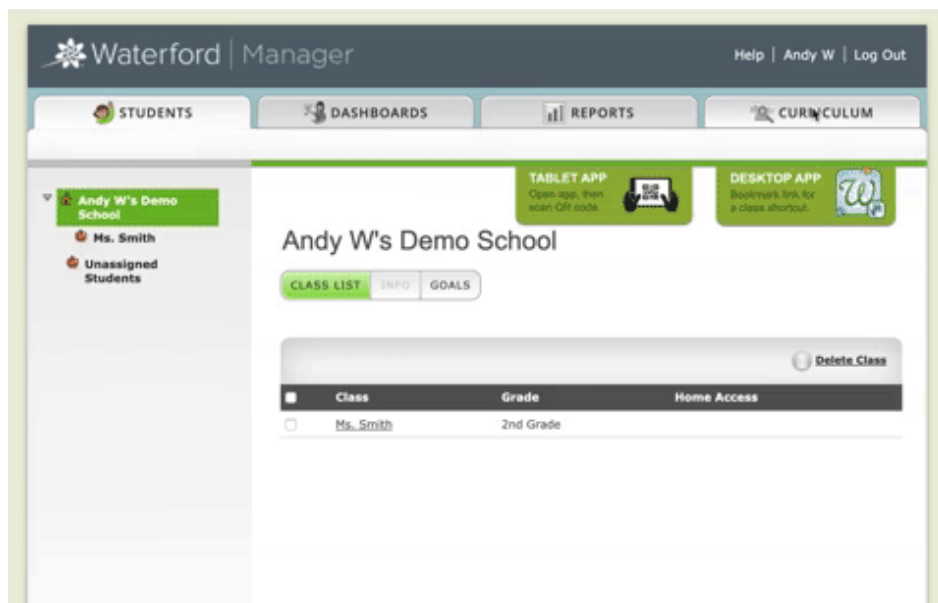 Waterford | Manager
Help | Andy W | Log Out
STUDENTS
DASHBOARDS
REPORTS
CURRICULUM
Andy W's Demo
School
Ms. Smith
Unassigned
Students
TABLET APP
Open app, then
scan QR code.
DESKTOP APP
Bookmark link for
a class shortcut.
W
Andy W's Demo School
CLASS LIST
INFO
GOALS
Delete Class
Class
Grade
Home Access
Ms. Smith
2nd Grade